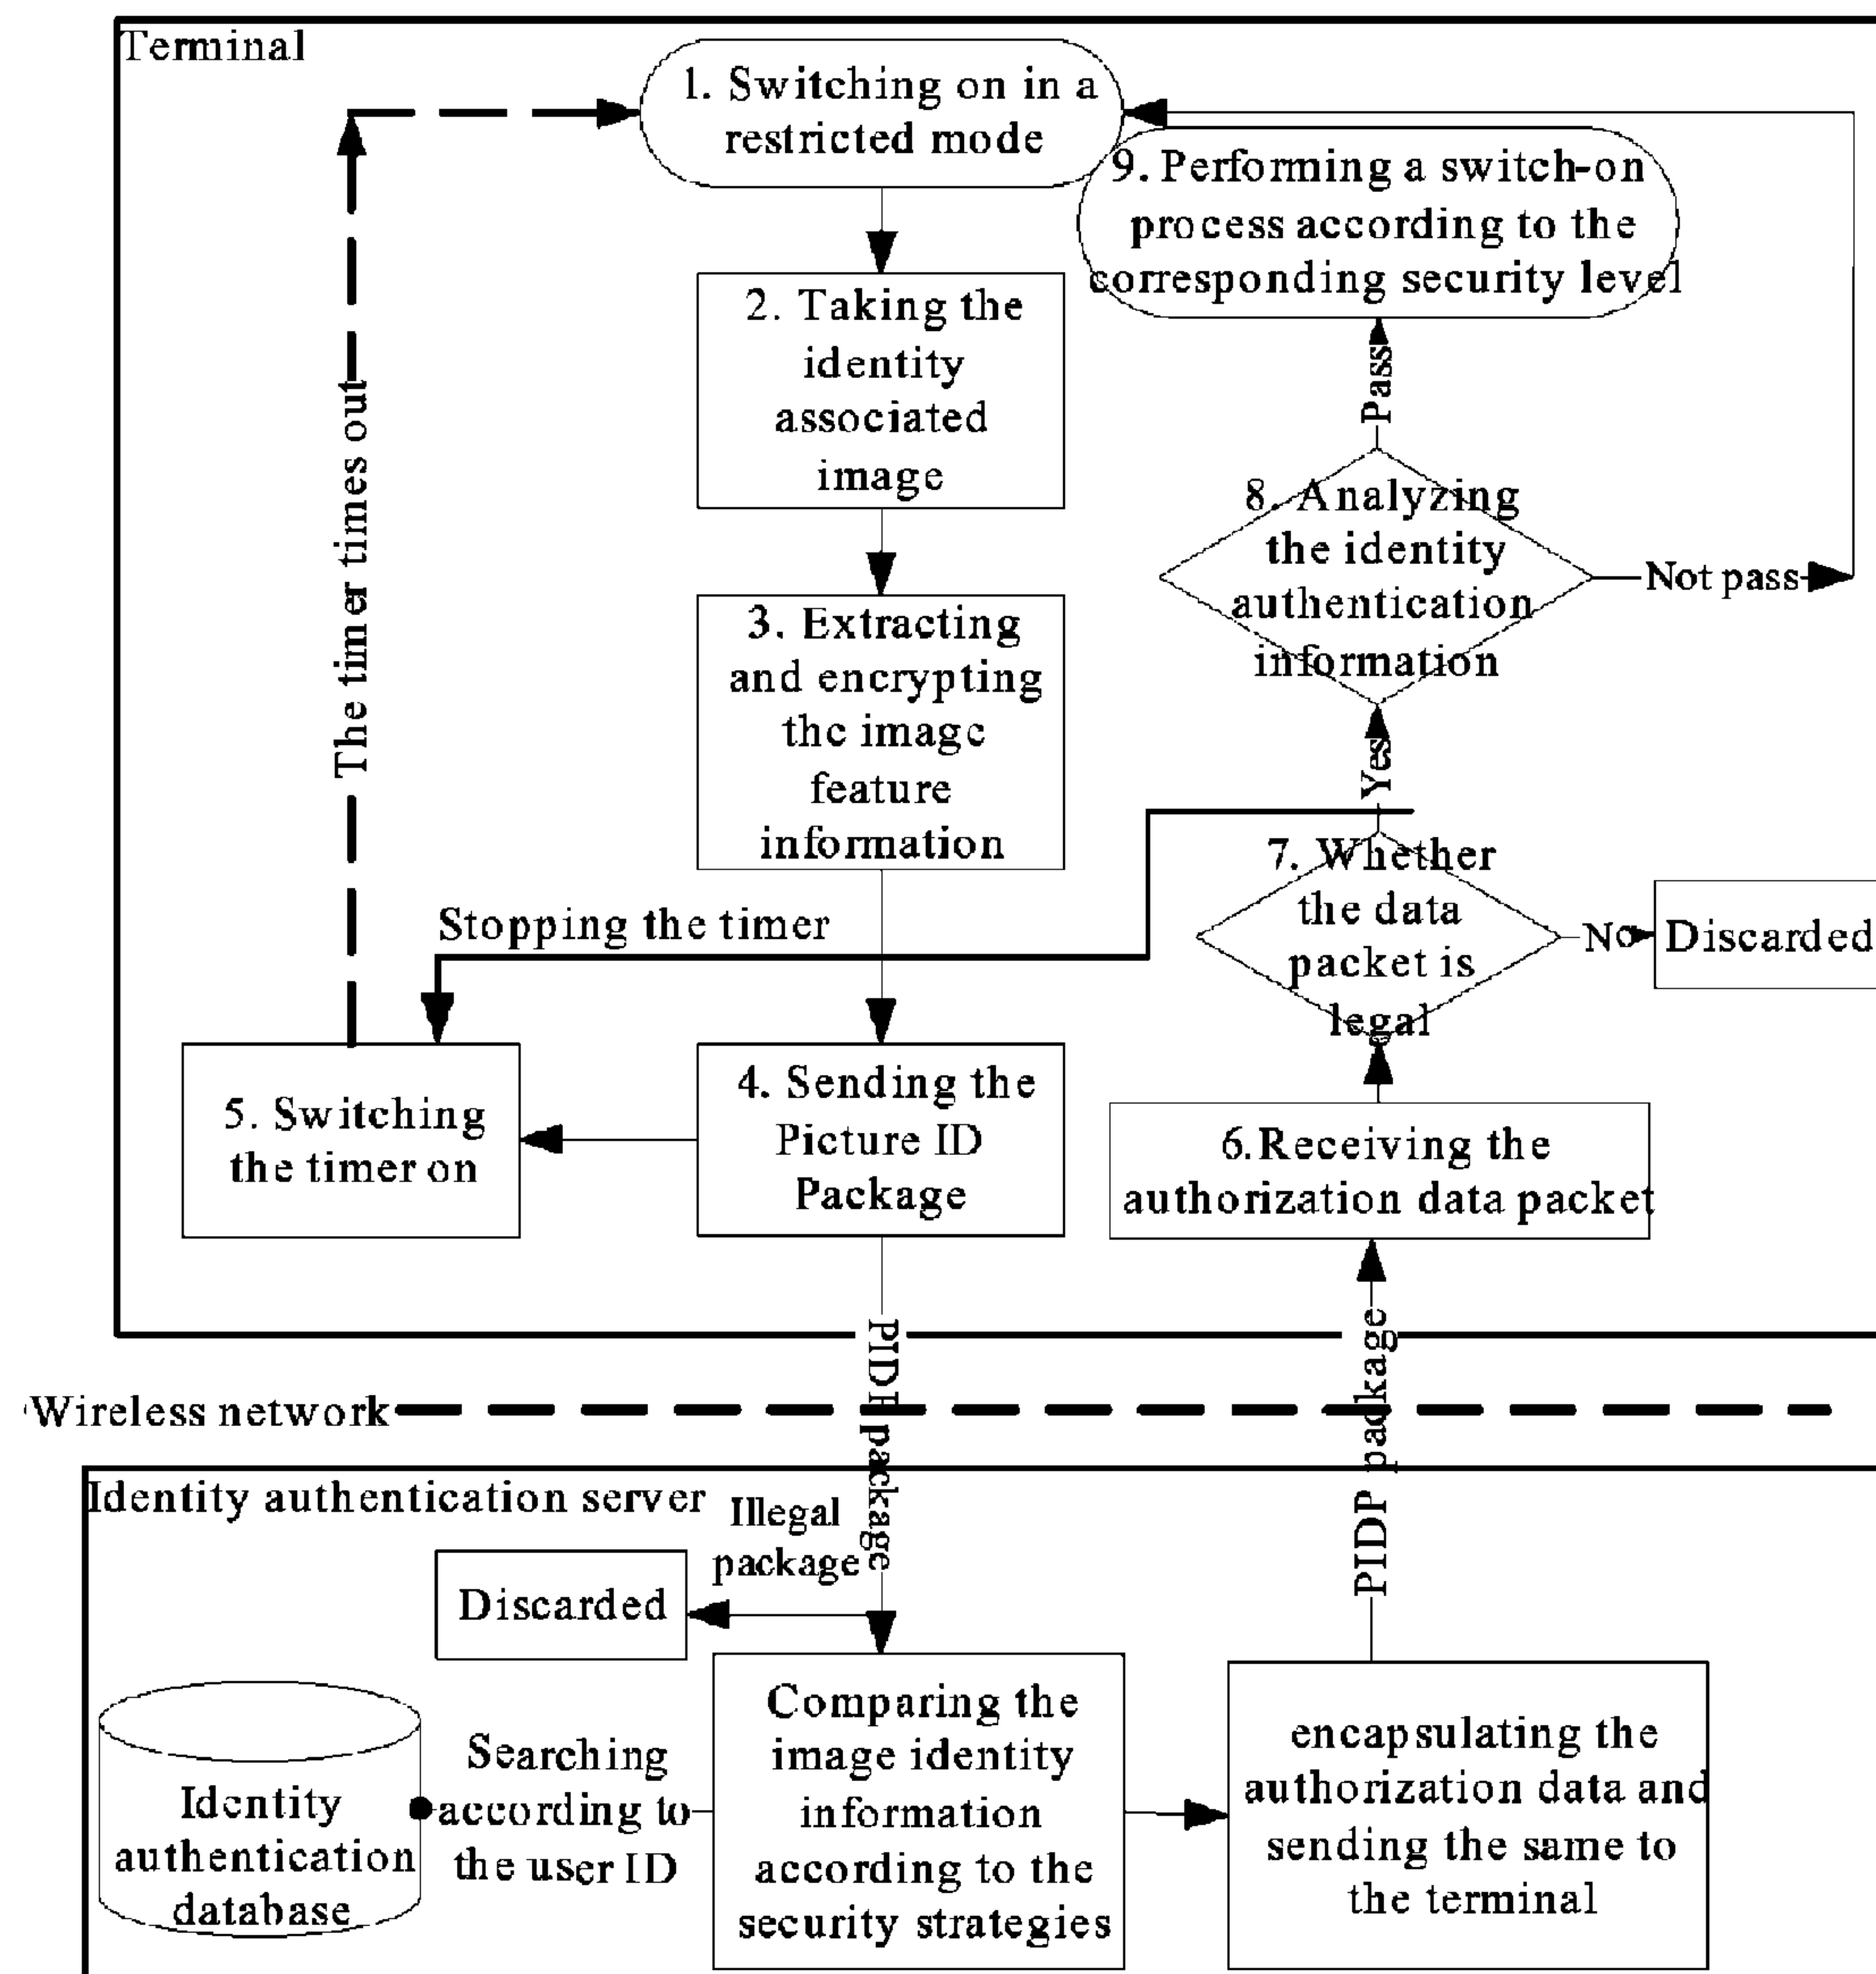 Terminal
1. Switching on in a
restricted mode
9. Performing a switch-on
process according to the
corresponding security level
2. Taking the
identity
associated
image
Pass
The timer times out
8. Analyzing
the identity
authentication
information
Not pass
3. Extracting
and encrypting
the image
feature
information
Yes
7. Whether
the data
packet is
legal
No
Discarded
Stopping the timer
5. Switching
the timer on
4. Sending the
Picture ID
Package
6.Receiving the
authorization data packet
PIDP package
PIDP package
Wireless network
Identity authentication server
Illegal
package
Discarded
Identity
authentication
database
Searching
according to
the user ID
Comparing the
image identity
information
according to the
security strategies
encapsulating the
authorization data and
sending the same to
the terminal